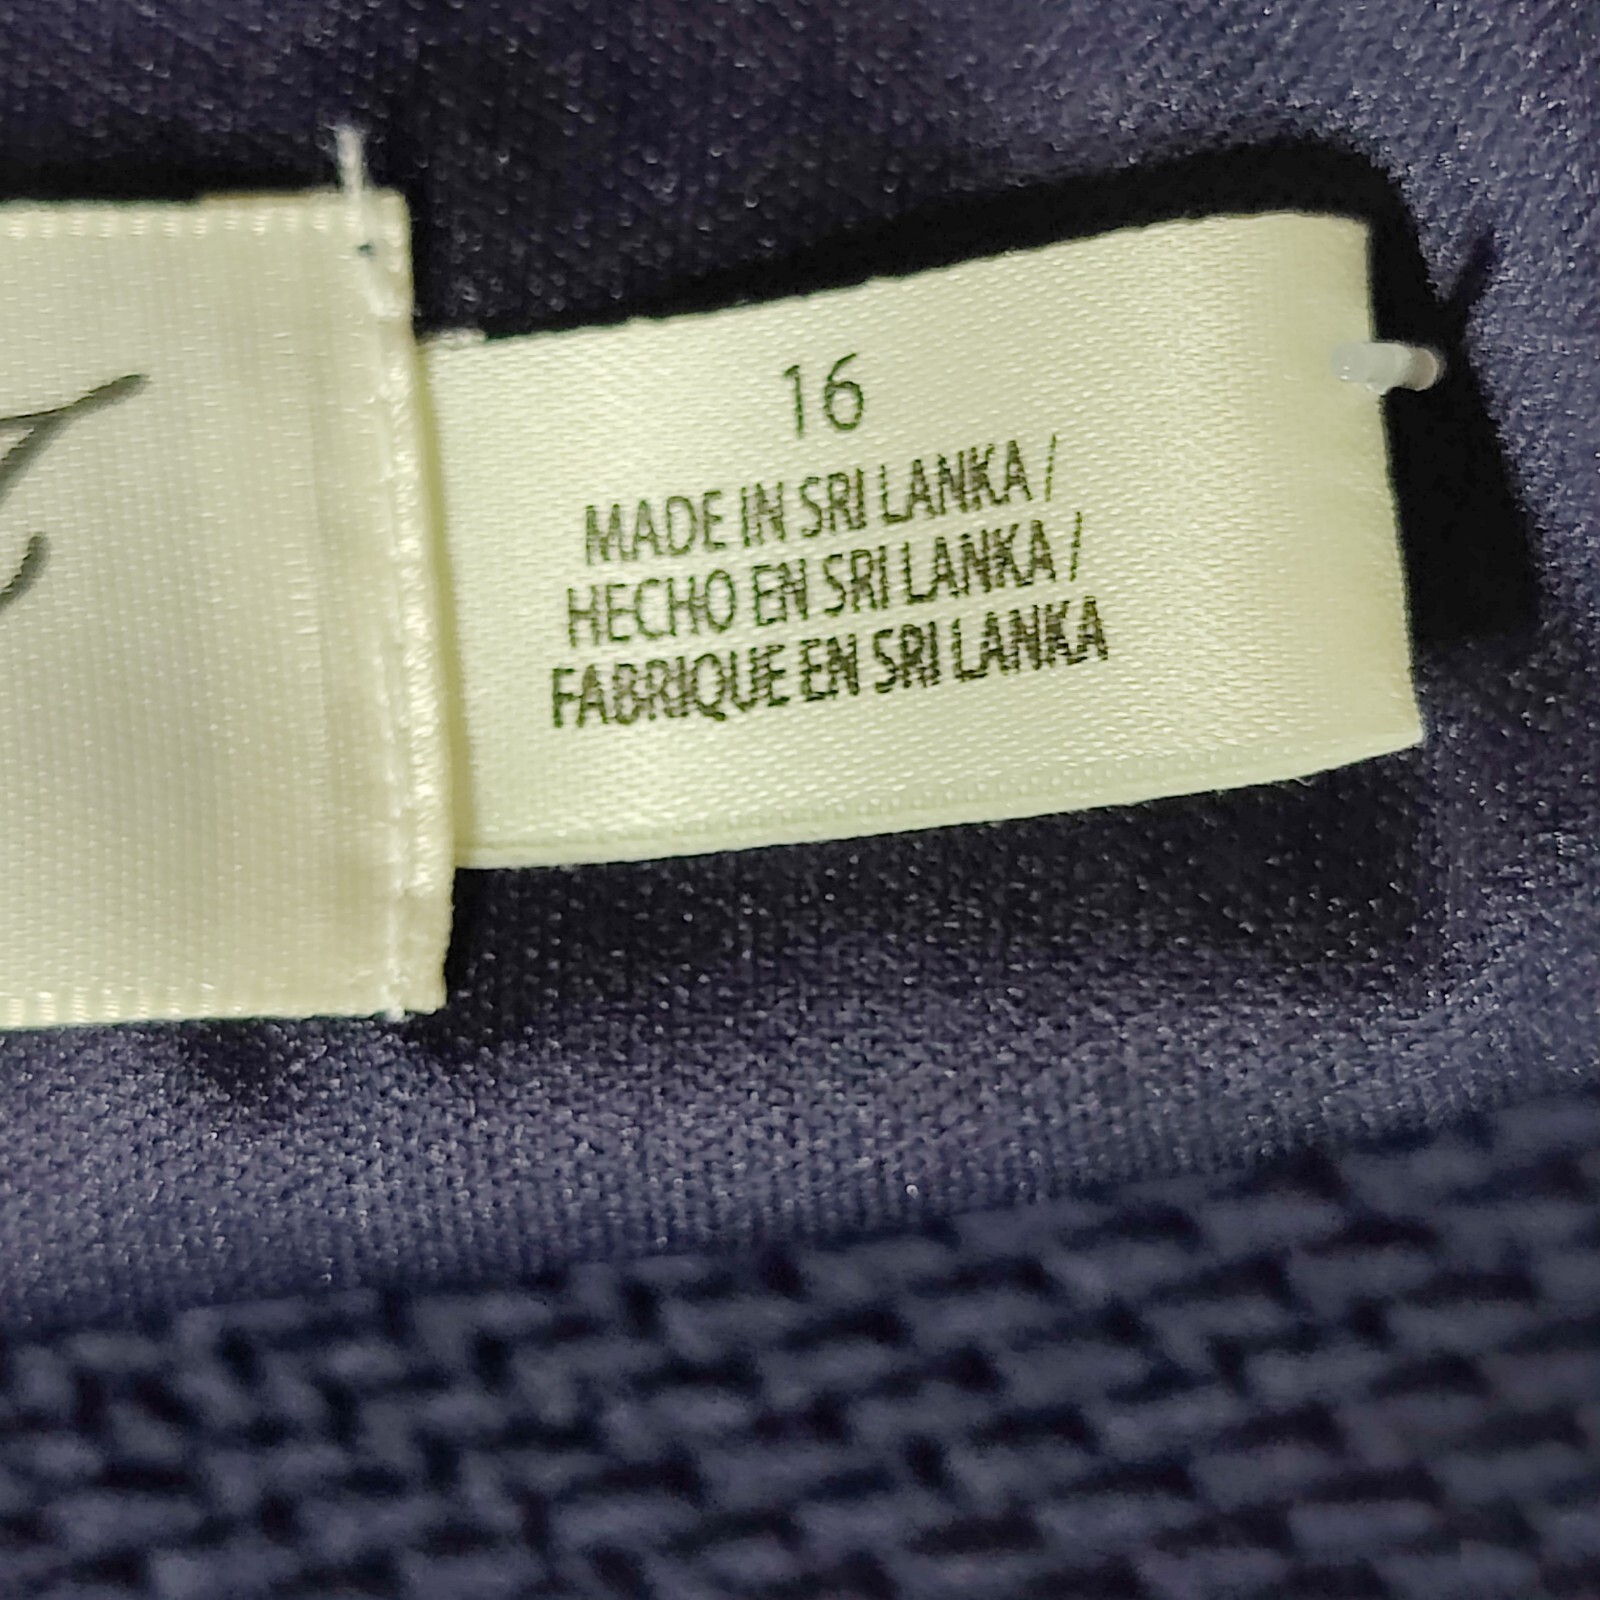 16
MADE IN SRI LANKA /
HECHO EN SRI LANKA /
FABRIQUE EN SRI LANKA